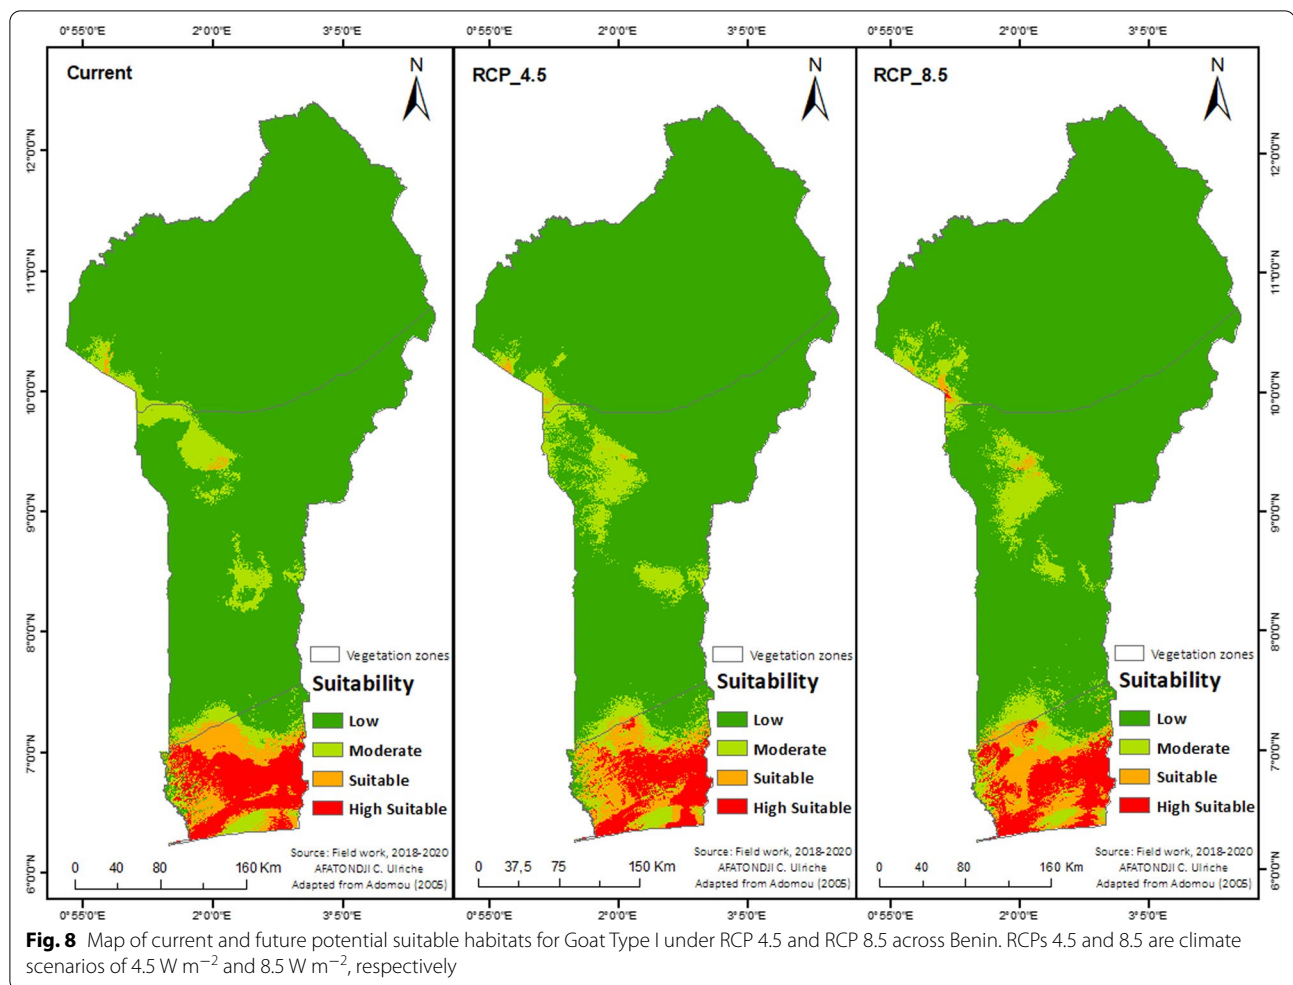 0°55'0"E 2°0'0"E 3°5'0"E 0°55'0"E 2°0'0"E 3°5'0"E 0°55'0"E 2°0'0"E 3°5'0"E
Current
N
RCP_4.5
N
RCP_8.5
N
12°0'0"N
11°0'0"N
10°0'0"N
9°0'0"N
8°0'0"N
7°0'0"N
6°0'0"N
Vegetation zones
Suitability
Low
Moderate
Suitable
High Suitable
0 40 80 160 Km
Source: Field work, 2018-2020
AFATONDJI C. Ulriche
Adapted from Adomou (2005)
Vegetation zones
Suitability
Low
Moderate
Suitable
High Suitable
0 37,5 75 150 Km
Source: Field work, 2018-2020
AFATONDJI C. Ulriche
Adapted from Adomou (2005)
Vegetation zones
Suitability
Low
Moderate
Suitable
High Suitable
0 40 80 160 Km
Source: Field work, 2018-2020
AFATONDJI C. Ulriche
Adapted from Adomou (2005)
12°0'0"N
11°0'0"N
10°0'0"N
9°0'0"N
8°0'0"N
7°0'0"N
6°0'0"N
0°55'0"E 2°0'0"E 3°5'0"E 0°55'0"E 2°0'0"E 3°5'0"E 0°55'0"E 2°0'0"E 3°5'0"E
Fig. 8 Map of current and future potential suitable habitats for Goat Type I under RCP 4.5 and RCP 8.5 across Benin. RCPs 4.5 and 8.5 are climate
scenarios of 4.5 W m−2 and 8.5 W m−2, respectively